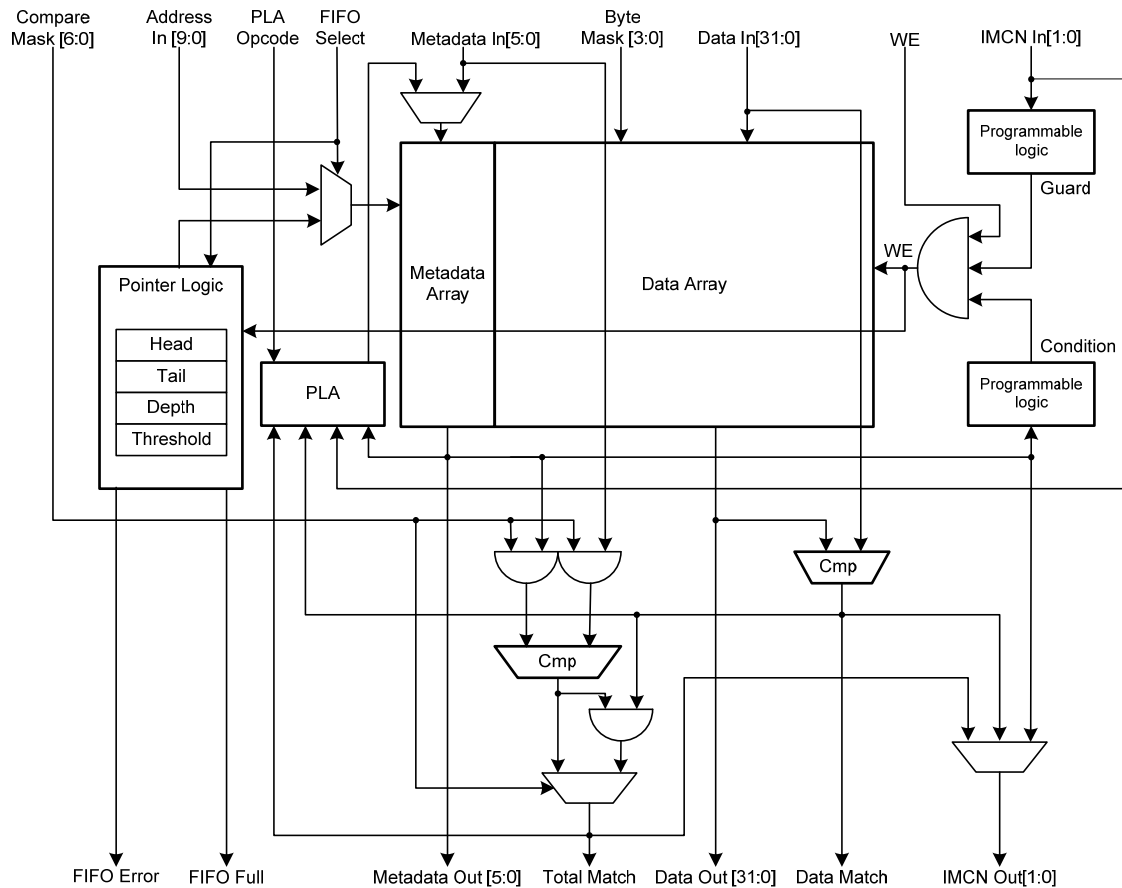 Compare
Mask [6:0]
Address
In [9:0]
PLA
Opcode
FIFO
Select
Metadata In[5:0]
Byte
Mask [3:0]
Data In[31:0]
WE
IMCN In[1:0]
Programmable
logic
Guard
WE
Pointer Logic
Metadata
Array
Data Array
Head
Tail
Depth
Threshold
PLA
Condition
Programmable
logic
Cmp
Cmp
FIFO Error
FIFO Full
Metadata Out [5:0]
Total Match
Data Out [31:0]
Data Match
IMCN Out[1:0]